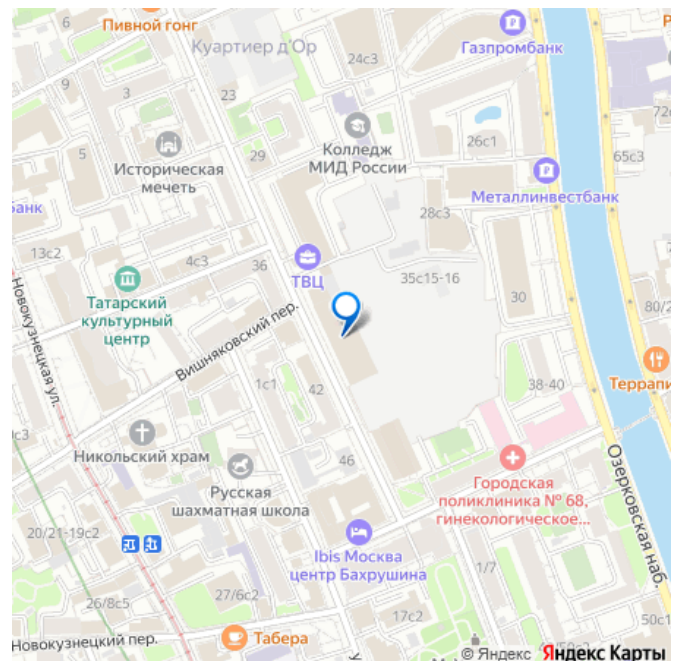 Пивной гонг
Куартиер д'Ор
Газпромбанк
24с3
9
3
23
72
5
Историческая
мечеть
29
Колледж
МИД России
26с1
65с3
Металлинвестбанк
банк
28с3
13с2
4с3
36
ТВЦ
35с15-16
30
80/2
Татарский
культурный
центр
Новокузнецкая ул.
Вишняковский пер.
1с1
42
38-40
Террапи
с3
Никольский храм
46
Русская
шахматная школа
Городская
поликлиника № 68,
гинекологическое...
Озерковская наб.
20/21-19с2
Ibis Москва
центр Бахрушина
1/7
27/6с2
26/8с5
17с2
50с1
Новокузнецкий пер.
Табера
© Яндекс Яндекс Карты